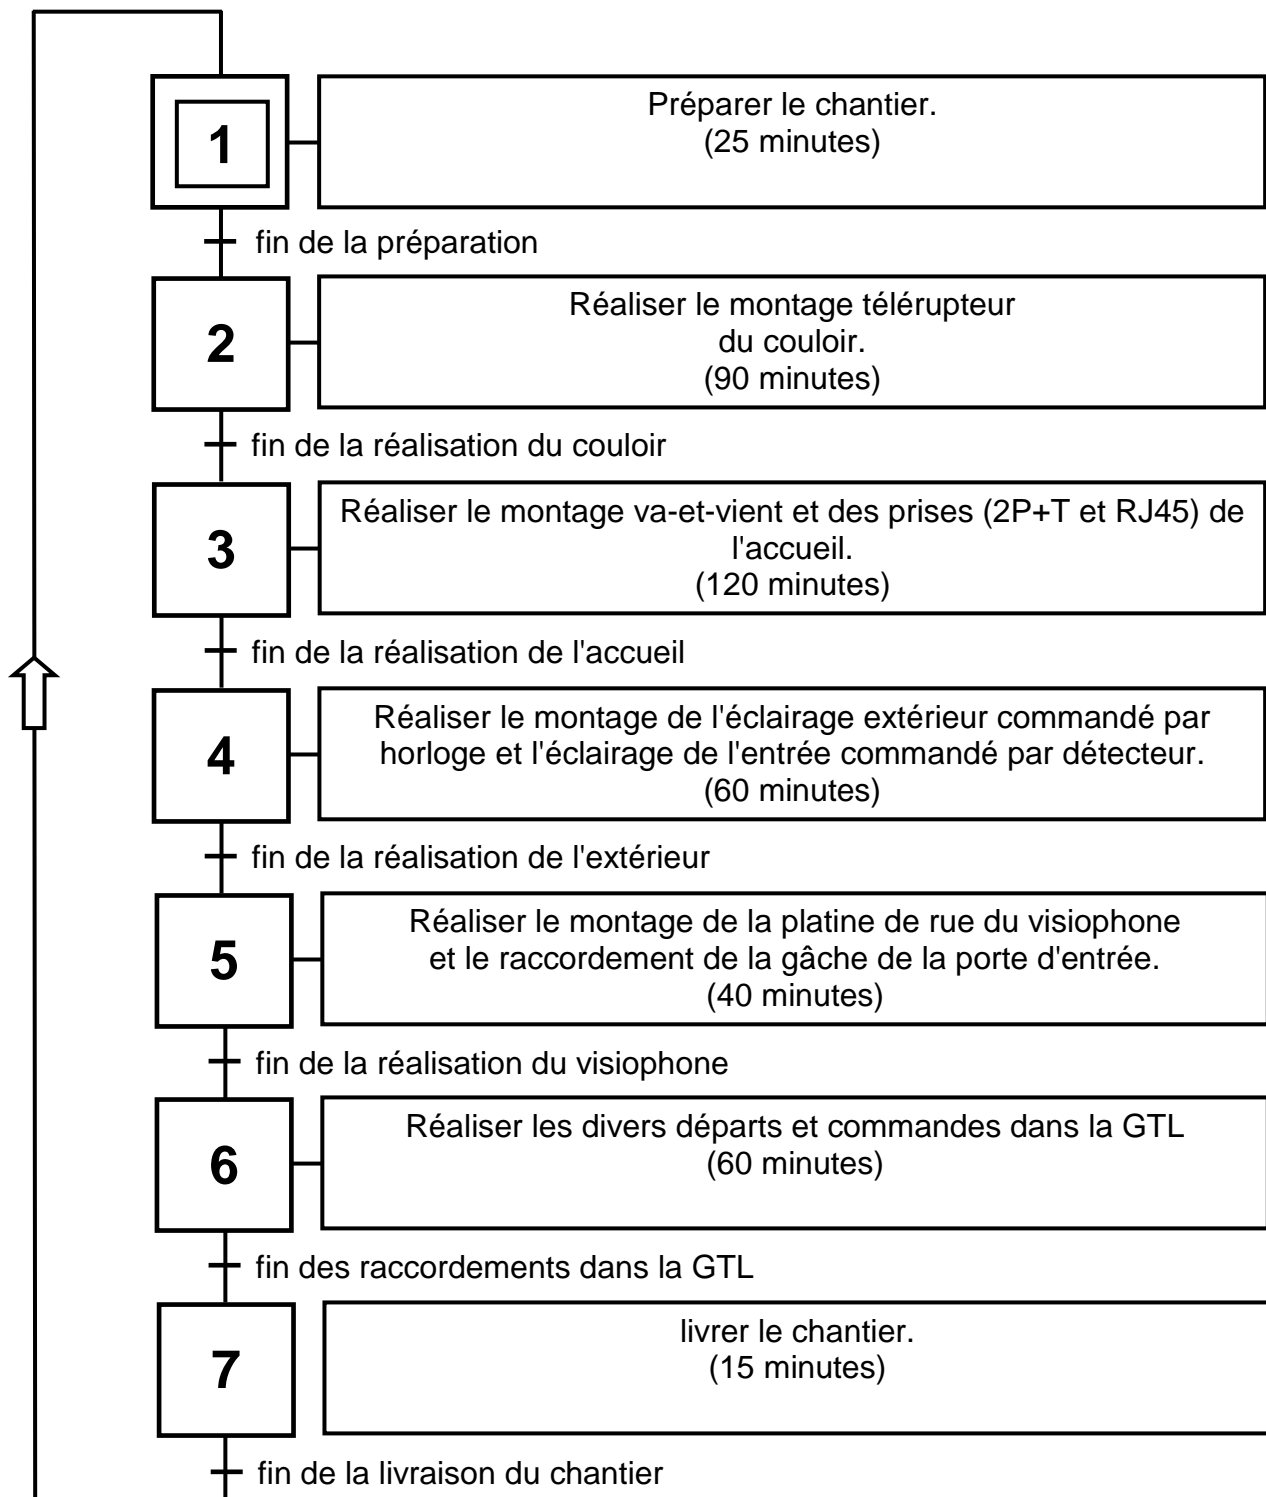 1
Préparer le chantier.
(25 minutes)
fin de la préparation
2
Réaliser le montage télérupteur
du couloir.
(90 minutes)
fin de la réalisation du couloir
3
Réaliser le montage va-et-vient et des prises (2P+T et RJ45) de
l'accueil.
(120 minutes)
fin de la réalisation de l'accueil
4
Réaliser le montage de l'éclairage extérieur commandé par
horloge et l'éclairage de l'entrée commandé par détecteur.
(60 minutes)
fin de la réalisation de l'extérieur
5
Réaliser le montage de la platine de rue du visiophone
et le raccordement de la gâche de la porte d'entrée.
(40 minutes)
fin de la réalisation du visiophone
6
Réaliser les divers départs et commandes dans la GTL
(60 minutes)
fin des raccordements dans la GTL
7
livrer le chantier.
(15 minutes)
fin de la livraison du chantier